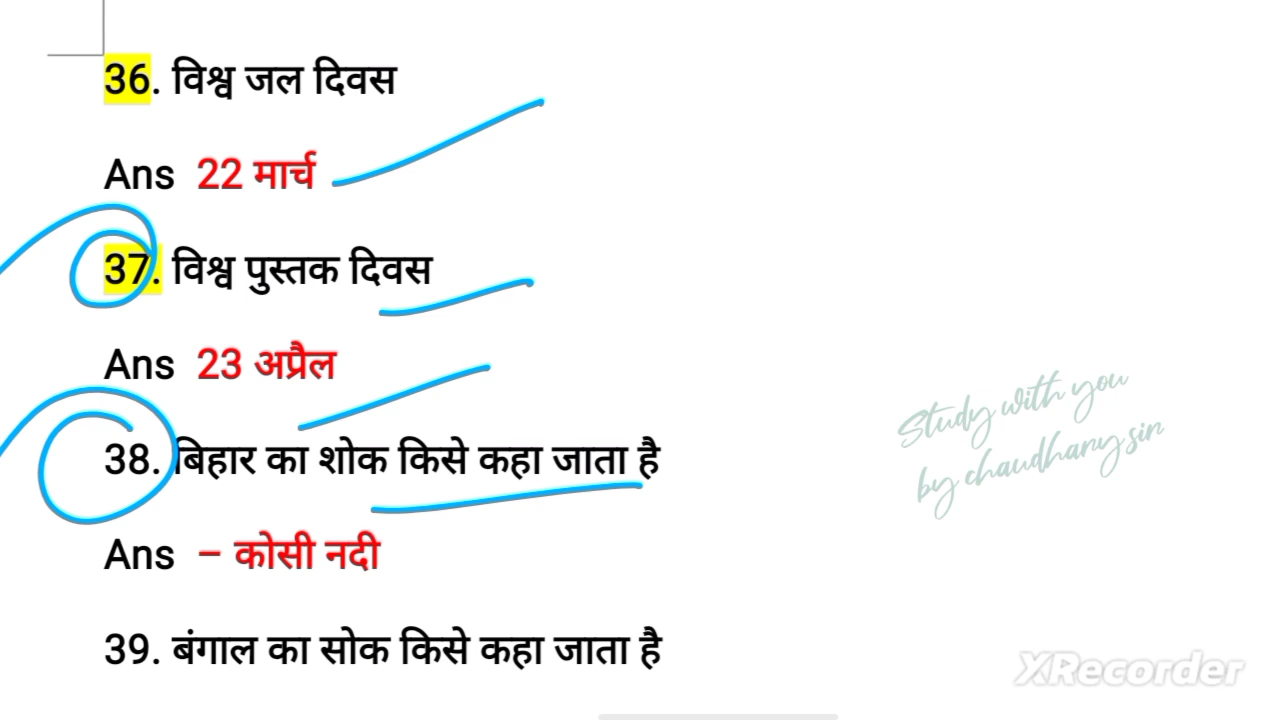 36. विश्व जल दिवस
Ans 22 मार्च
37. विश्व पुस्तक दिवस
Ans 23 अप्रैल
38. बिहार का शोक किसे कहा जाता है
Ans – कोसी नदी
Study with you
by chaudhary sin
39. बंगाल का सोक किसे कहा जाता है
XRecorder